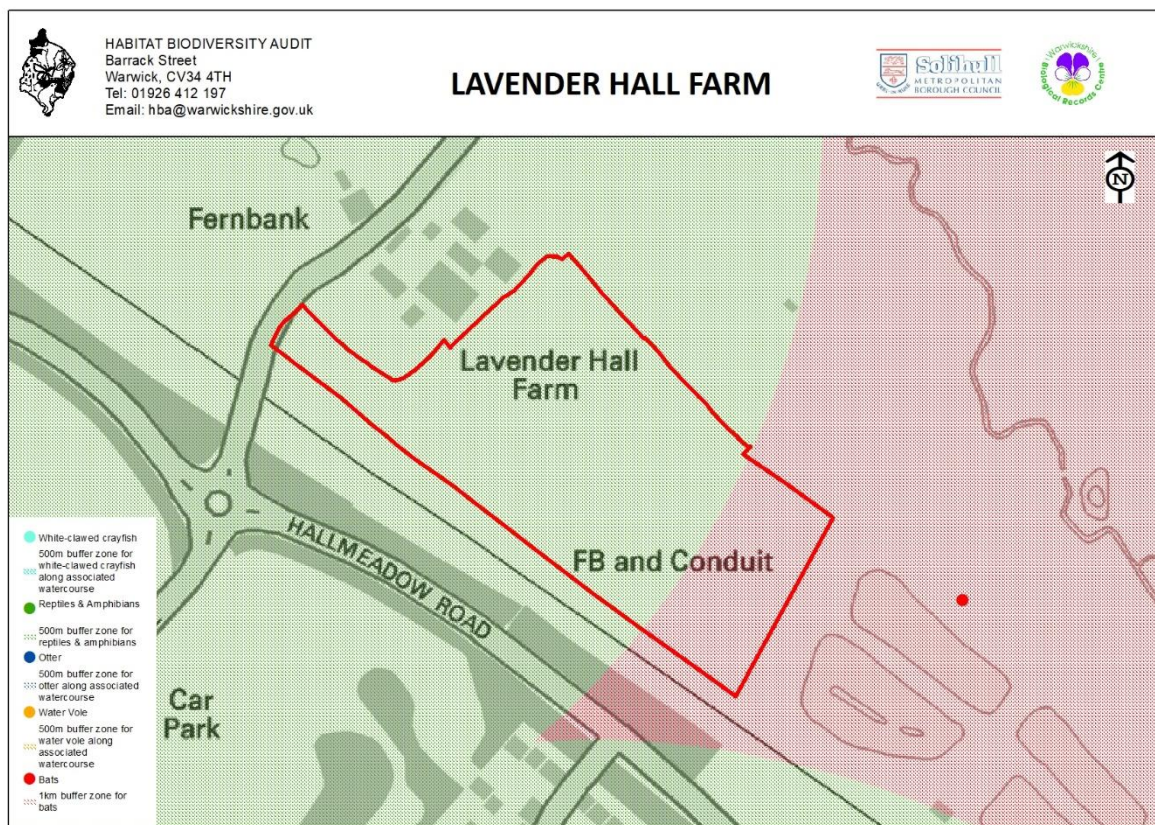 HABITAT BIODIVERSITY AUDIT
Barrack Street
Warwick, CV34 4TH
Tel: 01926 412 197
Email: hba@warwickshire.gov.uk
LAVENDER HALL FARM
Solihull
METROPOLITAN
BOROUGH COUNCIL
Warwickshire
Biological Records Centre
N
Fernbank
Lavender Hall
Farm
HALLMEADOW ROAD
FB and Conduit
Car
Park
White-clawed crayfish
500m buffer zone for
white-clawed crayfish
along associated
watercourse
Reptiles & Amphibians
500m buffer zone for
reptiles & amphibians
Otter
500m buffer zone for
otter along associated
watercourse
Water Vole
500m buffer zone for
water vole along
associated
watercourse
Bats
1km buffer zone for
bats